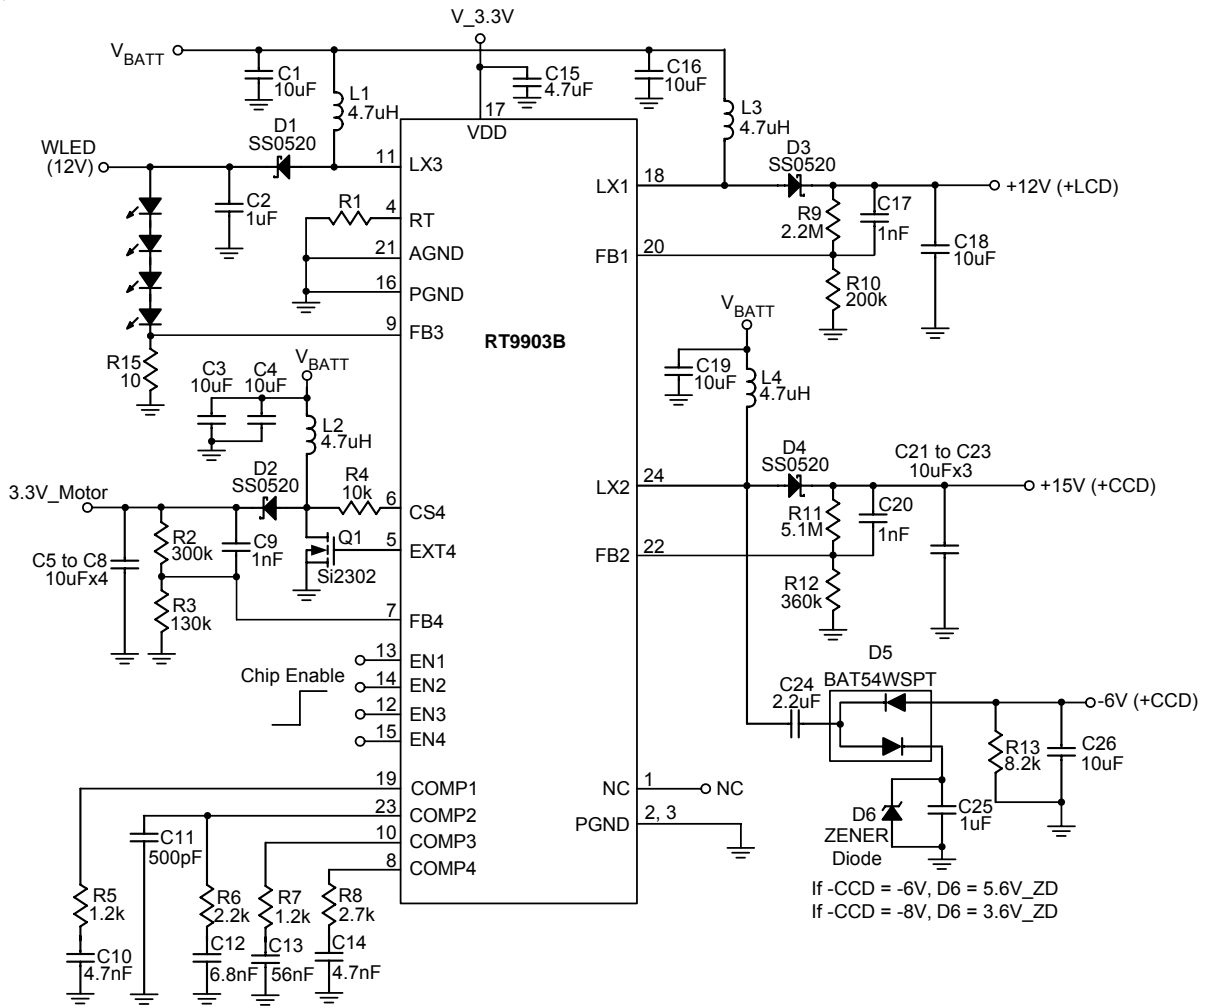 V_3.3V
VBATT
C1
10uF
L1
4.7uH
C15
4.7uF
C16
10uF
L3
4.7uH
17
VDD
WLED
(12V)
D1
SS0520
11
LX3
C2
1uF
R1
4
RT
21
AGND
16
PGND
9
FB3
R15
10
RT9903B
LX1
18
D3
SS0520
+12V (+LCD)
R9
2.2M
C17
1nF
C18
10uF
FB1
20
R10
200k
VBATT
C3
10uF
C4
10uF
L2
4.7uH
VBATT
C19
10uF
L4
4.7uH
3.3V_Motor
D2
SS0520
R4
10k
6
CS4
Q1
Si2302
5
EXT4
C5 to C8
10uFx4
R2
300k
C9
1nF
R3
130k
7
FB4
LX2
24
D4
SS0520
C21 to C23
10uFx3
+15V (+CCD)
R11
5.1M
C20
1nF
FB2
22
R12
360k
Chip Enable
13
EN1
14
EN2
12
EN3
15
EN4
D5
BAT54WSPT
C24
2.2uF
-6V (+CCD)
R13
8.2k
C26
10uF
D6
ZENER
Diode
C25
1uF
19
COMP1
23
COMP2
10
COMP3
8
COMP4
NC
1
NC
PGND
2, 3
C11
500pF
R5
1.2k
R6
2.2k
R7
1.2k
R8
2.7k
C10
4.7nF
C12
6.8nF
C13
56nF
C14
4.7nF
If -CCD = -6V, D6 = 5.6V_ZD
If -CCD = -8V, D6 = 3.6V_ZD